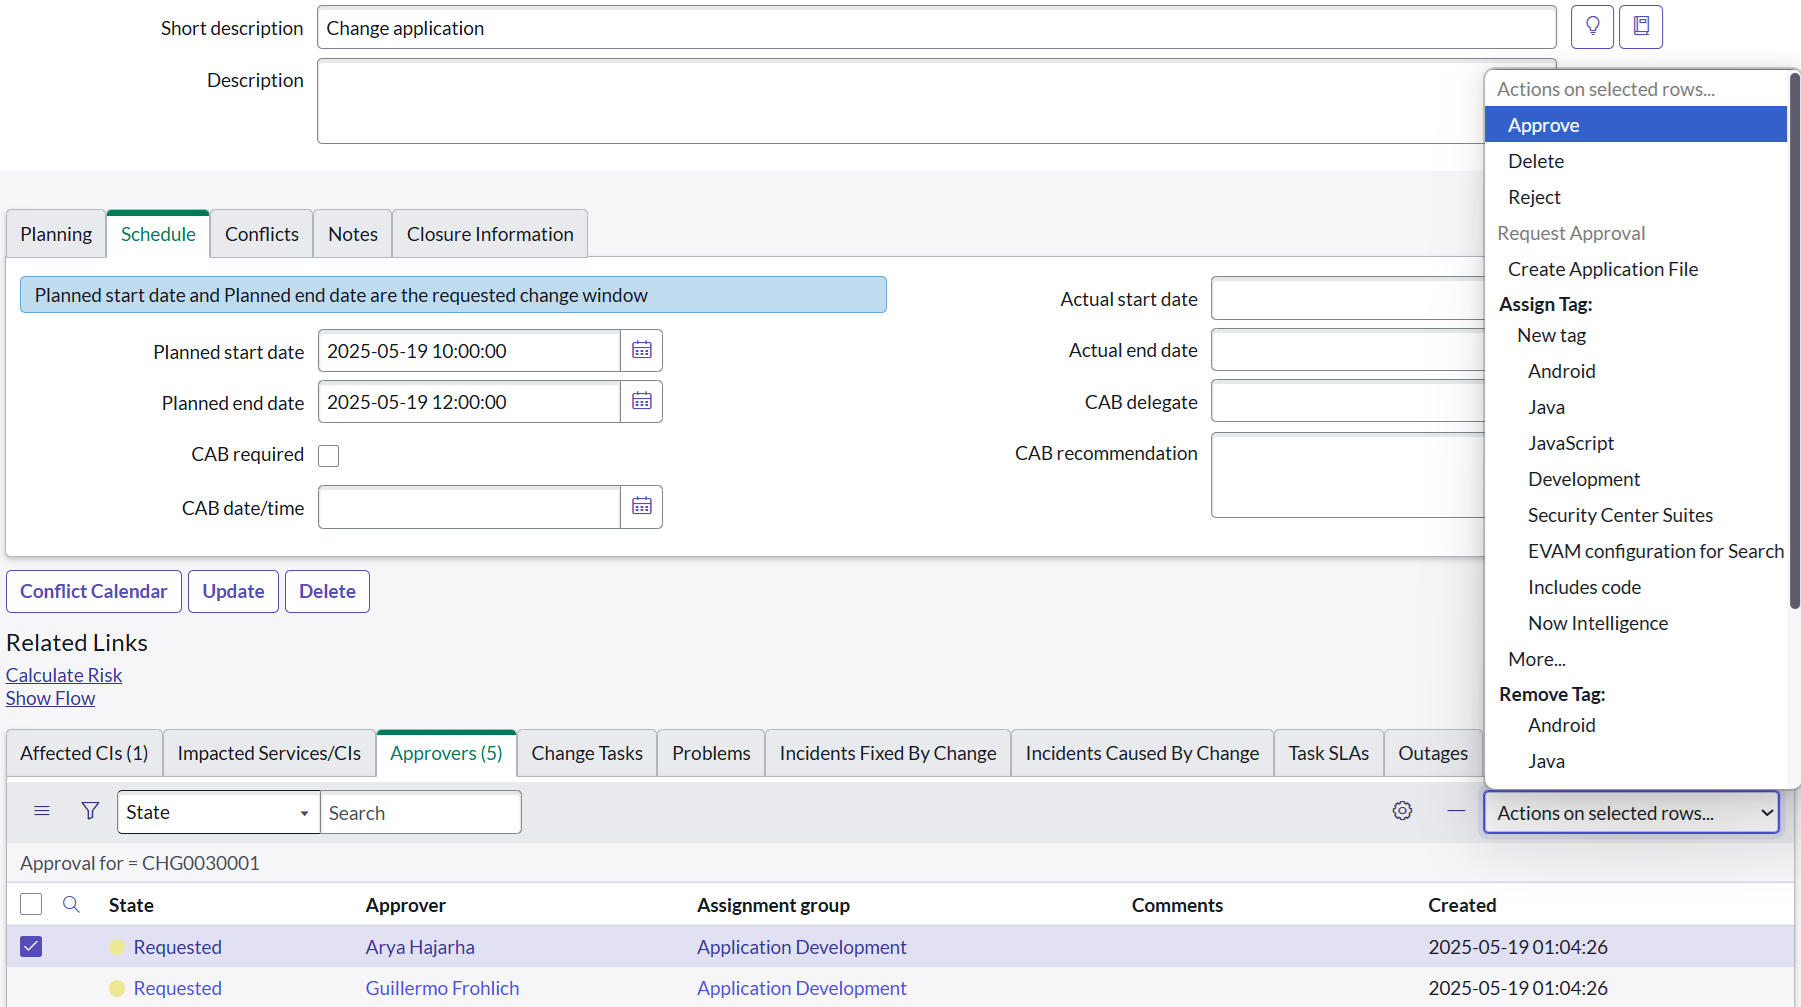 Short description
Change application
Description
Actions on selected rows...
Approve
Delete
Reject
Request Approval
Create Application File
Assign Tag:
New tag
Android
Java
JavaScript
Development
Security Center Suites
EVAM configuration for Search
Includes code
Now Intelligence
More...
Remove Tag:
Android
Java
Planning Schedule Conflicts Notes Closure Information
Planned start date and Planned end date are the requested change window
Planned start date 2025-05-19 10:00:00
Planned end date 2025-05-19 12:00:00
CAB required
CAB date/time
Actual start date
Actual end date
CAB delegate
CAB recommendation
Conflict Calendar Update Delete
Related Links
Calculate Risk
Show Flow
Affected CIs (1) Impacted Services/CIs Approvers (5) Change Tasks Problems Incidents Fixed By Change Incidents Caused By Change Task SLAs Outages
State Search Actions on selected rows...
Approval for = CHG0030001
State Approver Assignment group Comments Created
Requested Arya Hajarha Application Development 2025-05-19 01:04:26
Requested Guillermo Frohlich Application Development 2025-05-19 01:04:26